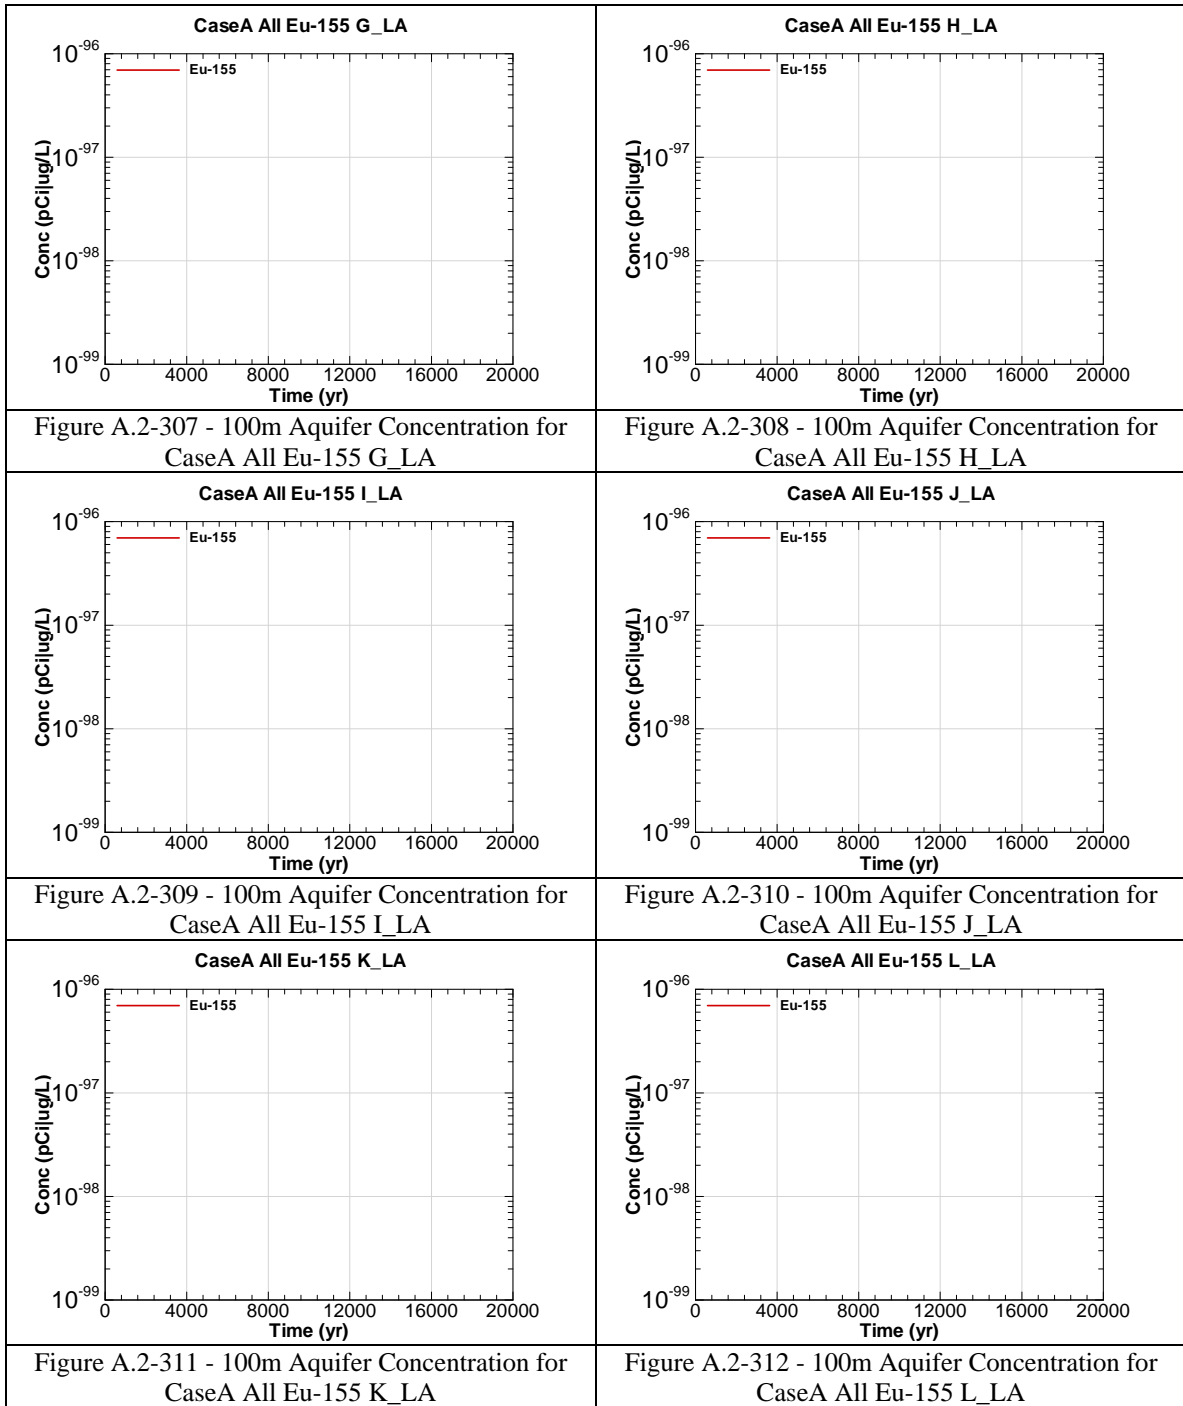 CaseA All Eu-155 G_LA
10-96
Eu-155
10-97
Conc (pCi|ug/L)
10-98
10-99
0 4000 8000 12000 16000 20000
Time (yr)
Figure A.2-307 - 100m Aquifer Concentration for
CaseA All Eu-155 G_LA
CaseA All Eu-155 H_LA
10-96
Eu-155
10-97
Conc (pCi|ug/L)
10-98
10-99
0 4000 8000 12000 16000 20000
Time (yr)
Figure A.2-308 - 100m Aquifer Concentration for
CaseA All Eu-155 H_LA
CaseA All Eu-155 I_LA
10-96
Eu-155
10-97
Conc (pCi|ug/L)
10-98
10-99
0 4000 8000 12000 16000 20000
Time (yr)
Figure A.2-309 - 100m Aquifer Concentration for
CaseA All Eu-155 I_LA
CaseA All Eu-155 J_LA
10-96
Eu-155
10-97
Conc (pCi|ug/L)
10-98
10-99
0 4000 8000 12000 16000 20000
Time (yr)
Figure A.2-310 - 100m Aquifer Concentration for
CaseA All Eu-155 J_LA
CaseA All Eu-155 K_LA
10-96
Eu-155
10-97
Conc (pCi|ug/L)
10-98
10-99
0 4000 8000 12000 16000 20000
Time (yr)
Figure A.2-311 - 100m Aquifer Concentration for
CaseA All Eu-155 K_LA
CaseA All Eu-155 L_LA
10-96
Eu-155
10-97
Conc (pCi|ug/L)
10-98
10-99
0 4000 8000 12000 16000 20000
Time (yr)
Figure A.2-312 - 100m Aquifer Concentration for
CaseA All Eu-155 L_LA